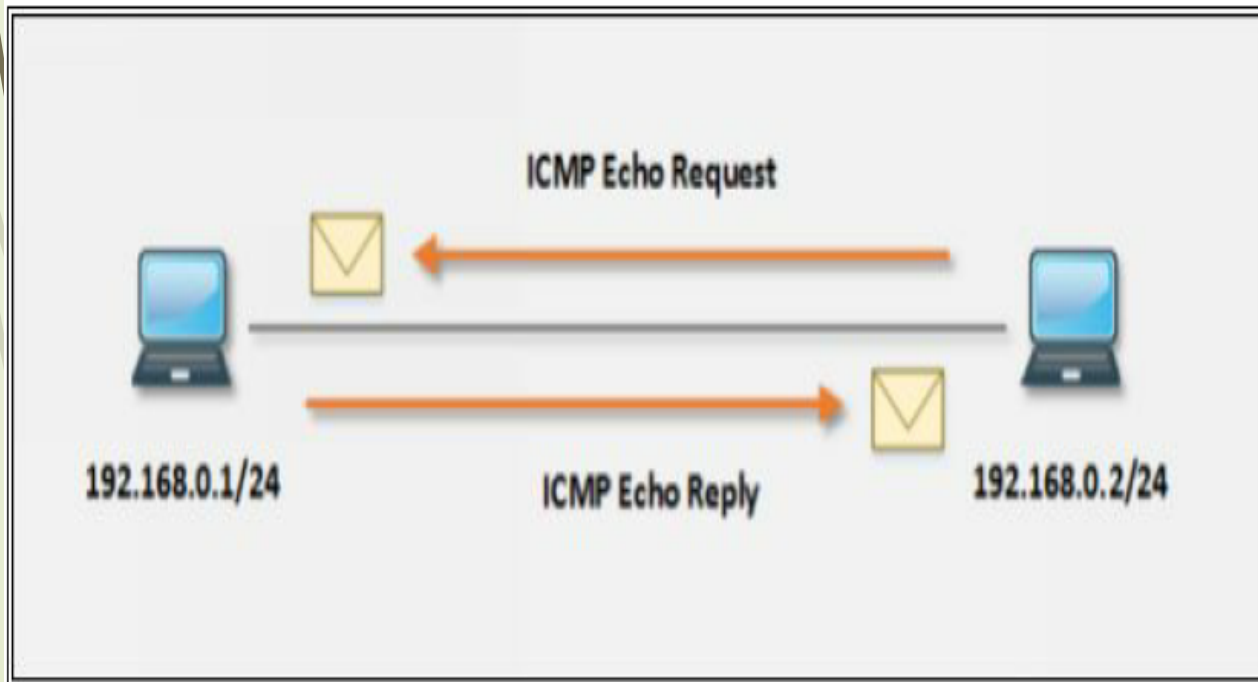 ICMP Echo Request
192.168.0.1/24
ICMP Echo Reply
192.168.0.2/24